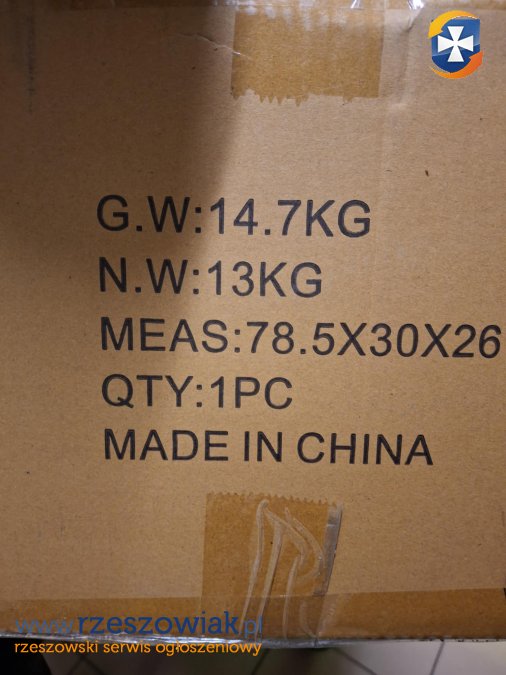 G.W:14.7KG
N.W:13KG
MEAS:78.5X30X26
QTY:1PC
MADE IN CHINA
www.rzeszowiak.pl
rzeszowski serwis ogłoszeniowy